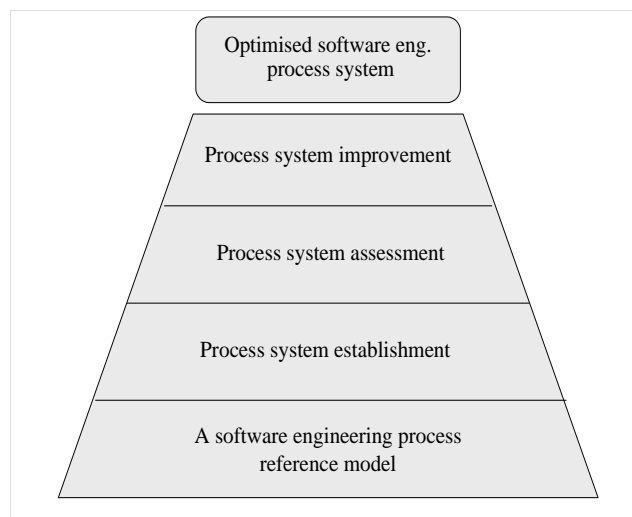 Optimised software eng.
process system
Process system improvement
Process system assessment
Process system establishment
A software engineering process
reference model